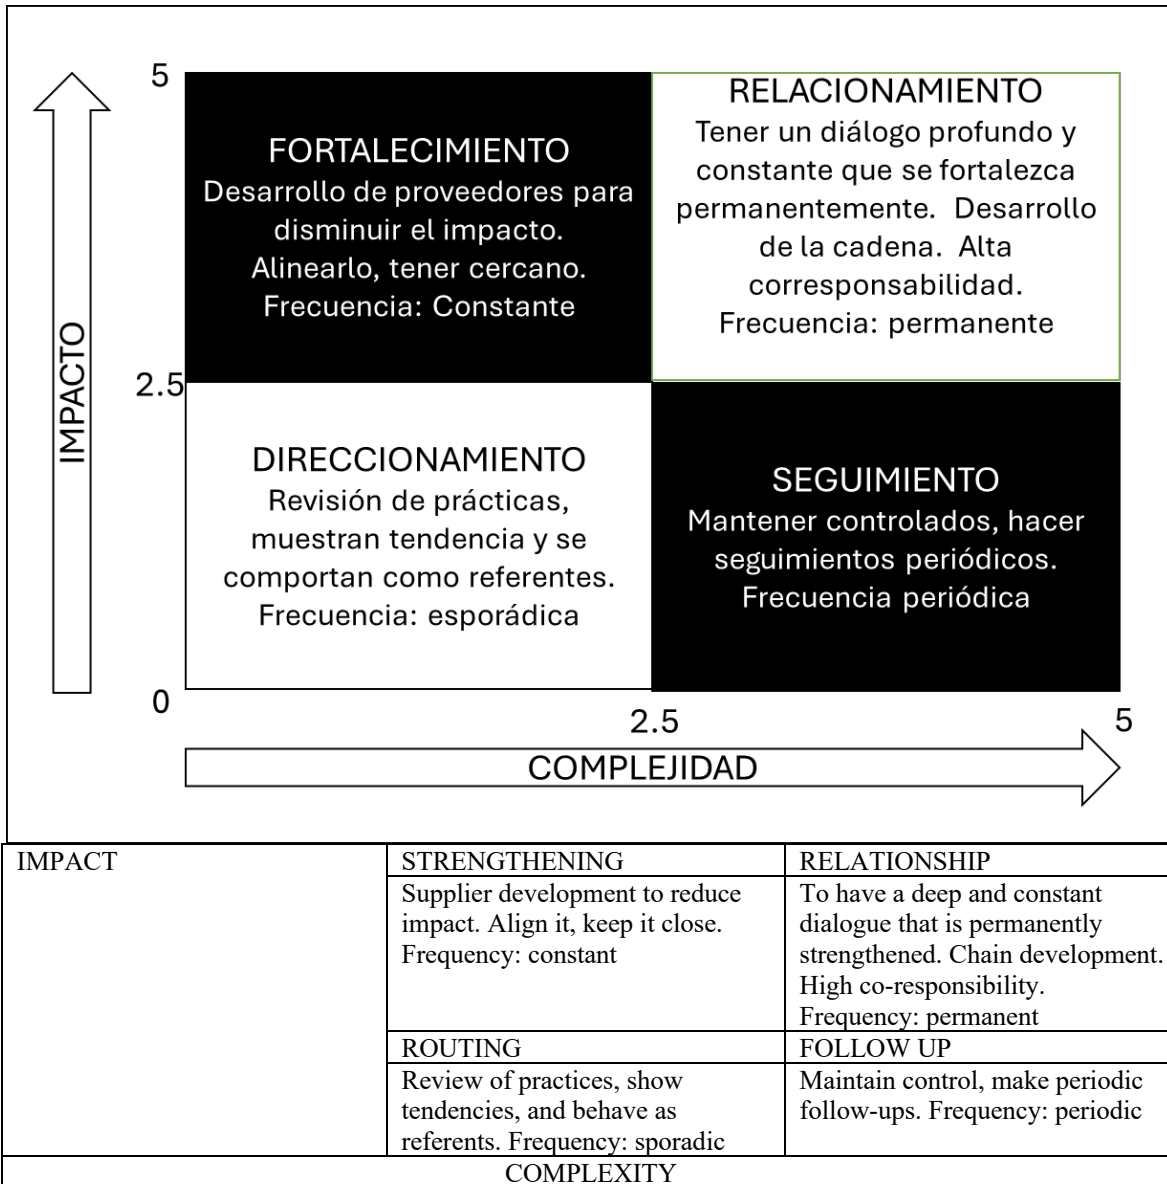 5
FORTALECIMIENTO
Desarrollo de proveedores para
disminuir el impacto.
Alinearlo, tener cercano.
Frecuencia: Constante
RELACIONAMIENTO
Tener un diálogo profundo y
constante que se fortalezca
permanentemente.  Desarrollo
de la cadena.  Alta
corresponsabilidad.
Frecuencia: permanente
IMPACTO
2.5
DIRECCIONAMIENTO
Revisión de prácticas,
muestran tendencia y se
comportan como referentes.
Frecuencia: esporádica
SEGUIMIENTO
Mantener controlados, hacer
seguimientos periódicos.
Frecuencia periódica
0
2.5
5
COMPLEJIDAD
IMPACT
STRENGTHENING
RELATIONSHIP
Supplier development to reduce
impact. Align it, keep it close.
Frequency: constant
To have a deep and constant
dialogue that is permanently
strengthened. Chain development.
High co-responsibility.
Frequency: permanent
ROUTING
FOLLOW UP
Review of practices, show
tendencies, and behave as
referents. Frequency: sporadic
Maintain control, make periodic
follow-ups. Frequency: periodic
COMPLEXITY